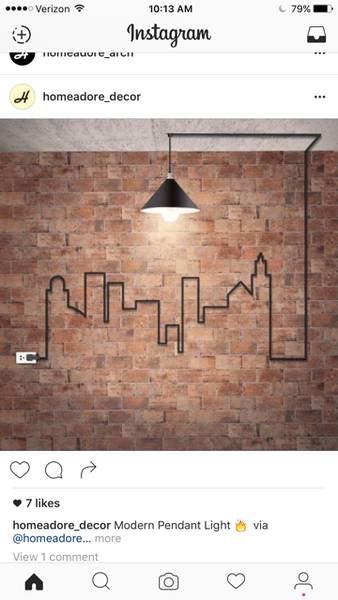 Verizon 10:13 AM 79%
Instagram
homeadore_arch
homeadore_decor
7 likes
homeadore_decor Modern Pendant Light 🔥 via
@homeadore... more
View 1 comment